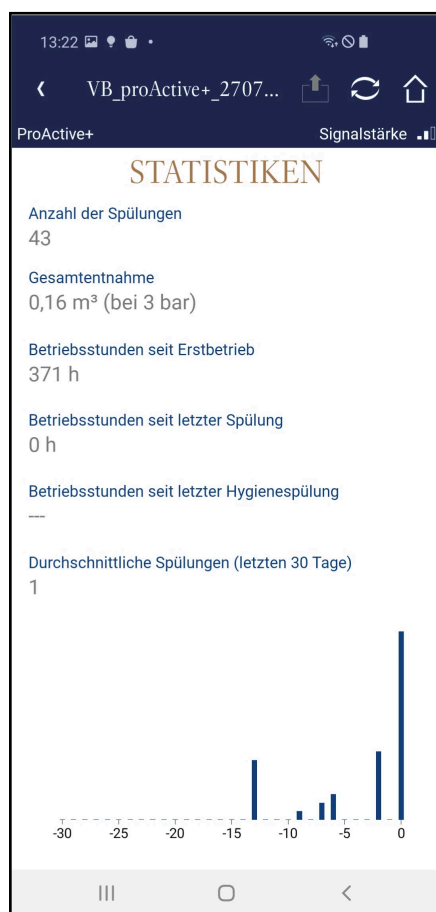 13:22
VB_proActive+_2707...
ProActive+ Signalstärke
STATISTIKEN
Anzahl der Spülungen
43
Gesamtentnahme
0,16 m³ (bei 3 bar)
Betriebsstunden seit Erstbetrieb
371 h
Betriebsstunden seit letzter Spülung
0 h
Betriebsstunden seit letzter Hygienespülung
---
Durchschnittliche Spülungen (letzten 30 Tage)
1
-30 -25 -20 -15 -10 -5 0